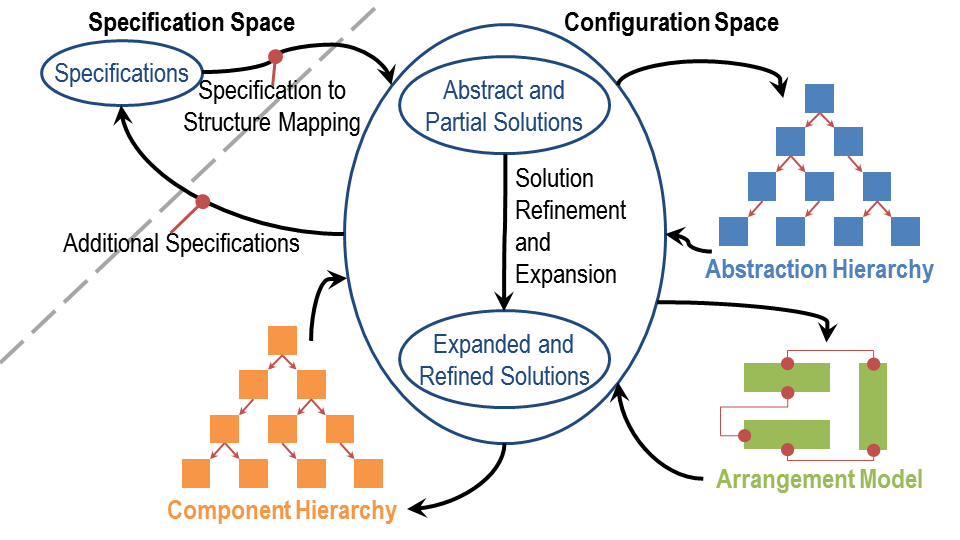 Specification Space
Configuration Space
Specifications
Specification to
Structure Mapping
Abstract and
Partial Solutions
Solution
Refinement
and
Expansion
Additional Specifications
Abstraction Hierarchy
Expanded and
Refined Solutions
Arrangement Model
Component Hierarchy